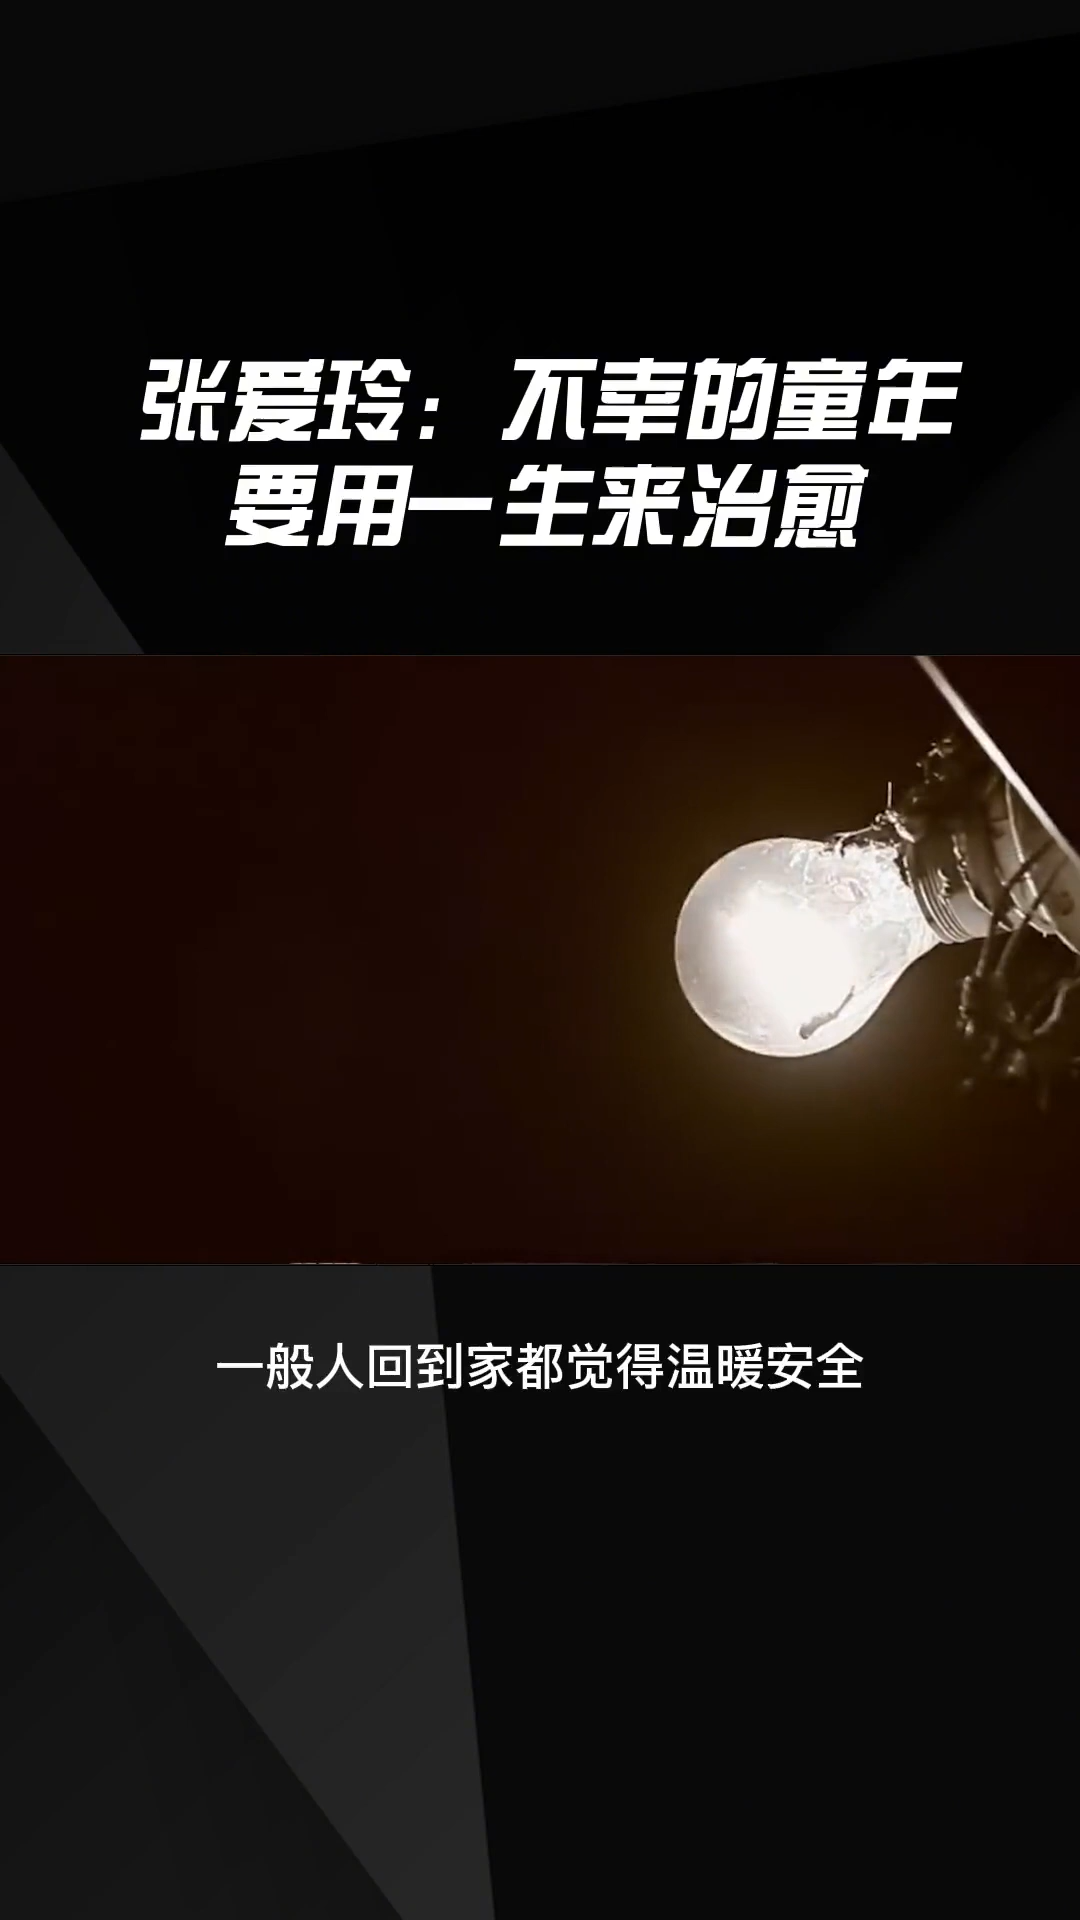 张爱玲：不幸的童年
要用一生来治愈
一般人回到家都觉得温暖安全